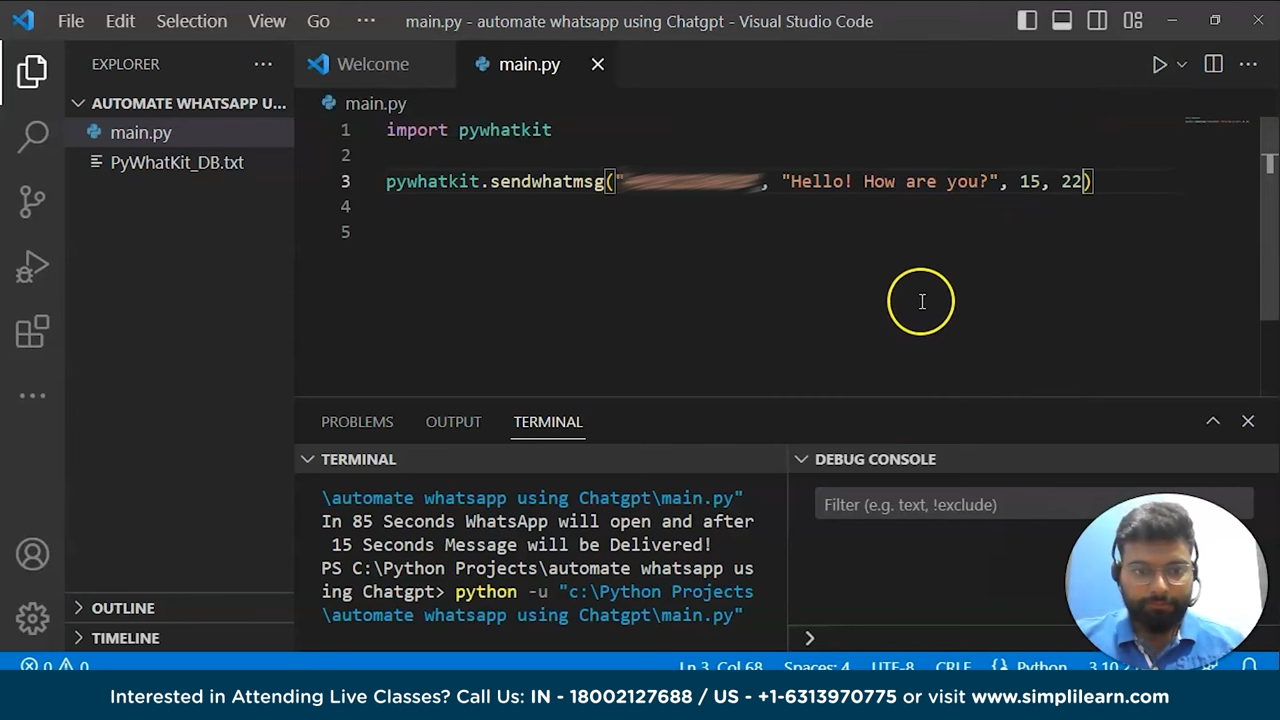 File Edit Selection View Go ··· main.py - automate whatsapp using Chatgpt - Visual Studio Code
EXPLORER ···
Welcome main.py
AUTOMATE WHATSAPP U...
main.py
PyWhatKit_DB.txt
main.py
1 import pywhatkit
2
3 pywhatkit.sendwhatmsg(" , "Hello! How are you?", 15, 22)
4
5
PROBLEMS OUTPUT TERMINAL
TERMINAL
\automate whatsapp using Chatgpt\main.py"
In 85 Seconds WhatsApp will open and after
15 Seconds Message will be Delivered!
PS C:\Python Projects\automate whatsapp us
ing Chatgpt> python -u "c:\Python Projects
\automate whatsapp using Chatgpt\main.py"
DEBUG CONSOLE
Filter (e.g. text, !exclude)
OUTLINE
TIMELINE
0 0 Ln 3, Col 68 Spaces: 4 UTF-8 CRLF Python
Interested in Attending Live Classes? Call Us: IN - 18002127688 / US - +1-6313970775 or visit www.simplilearn.com